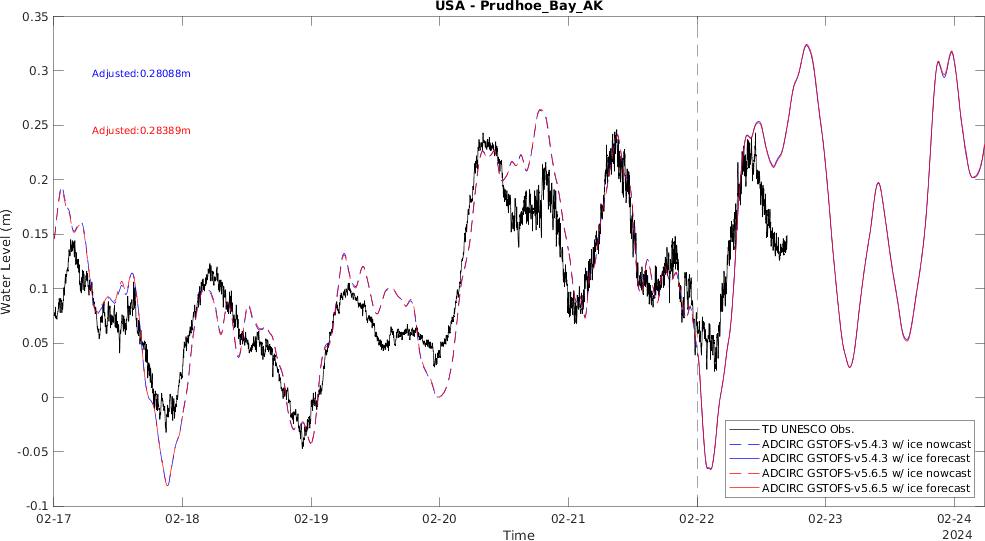 USA - Prudhoe_Bay_AK
0.35
0.3
0.25
0.2
0.15
0.1
0.05
0
-0.05
-0.1
Water Level (m)
Adjusted:0.28088m
Adjusted:0.28389m
TD UNESCO Obs.
ADCIRC GSTOFS-v5.4.3 w/ ice nowcast
ADCIRC GSTOFS-v5.4.3 w/ ice forecast
ADCIRC GSTOFS-v5.6.5 w/ ice nowcast
ADCIRC GSTOFS-v5.6.5 w/ ice forecast
02-17 02-18 02-19 02-20 02-21 02-22 02-23 02-24
Time
2024